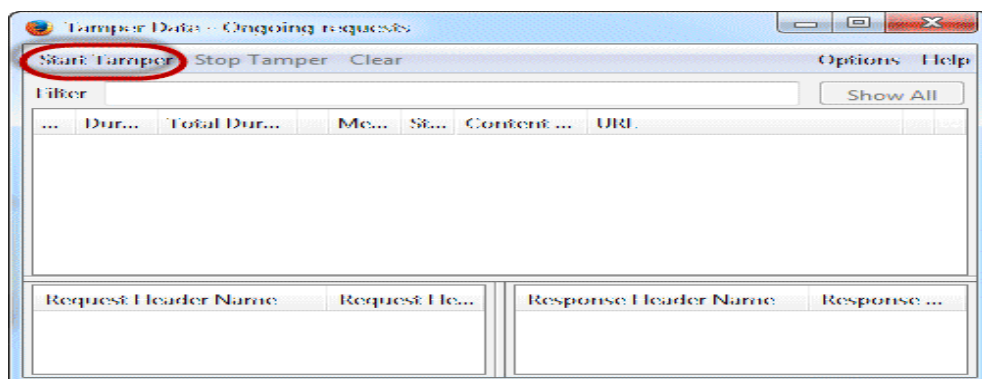 Tamper Data - Ongoing requests
Start Tamper Stop Tamper Clear Options Help
Filter Show All
... Dur... Total Dur... Me... St... Content ... URL
Request Header Name Request He... Response Header Name Response ...